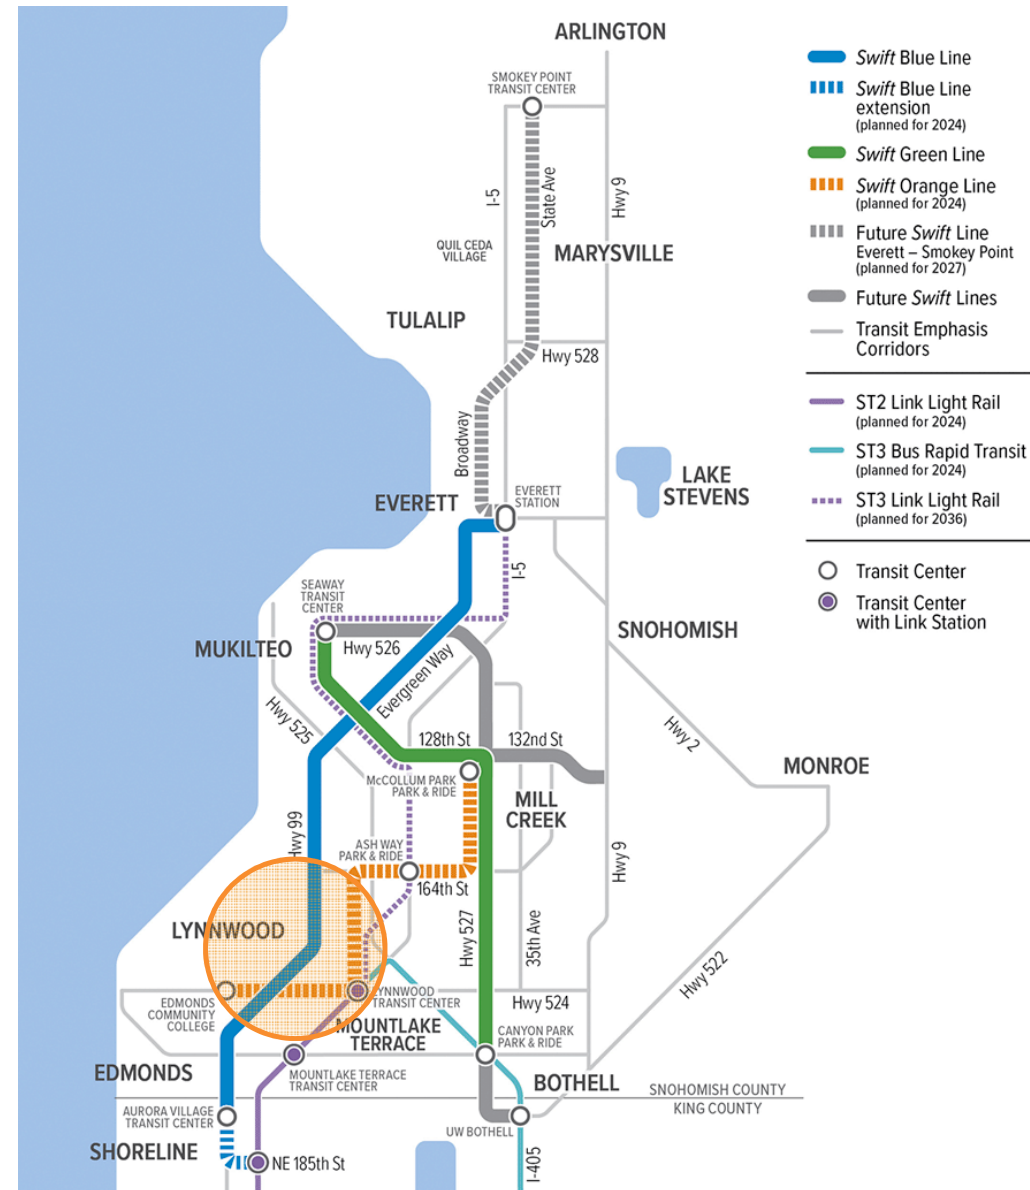 ARLINGTON
SMOKEY POINT
TRANSIT CENTER
I-5
State Ave
Hwy 9
QUIL CEDA
VILLAGE
MARYSVILLE
TULALIP
Hwy 528
Broadway
EVERETT
EVERETT
STATION
LAKE
STEVENS
I-5
SEAWAY
TRANSIT
CENTER
MUKILTEO
Hwy 526
Evergreen Way
SNOHOMISH
Hwy 525
128th St
132nd St
Hwy 2
McCOLLUM PARK
PARK & RIDE
MILL
CREEK
MONROE
Hwy 99
ASH WAY
PARK & RIDE
164th St
Hwy 9
LYNNWOOD
Hwy 527
35th Ave
Hwy 522
EDMONDS
COMMUNITY
COLLEGE
LYNNWOOD
TRANSIT CENTER
Hwy 524
MOUNTLAKE
TERRACE
CANYON PARK
PARK & RIDE
EDMONDS
MOUNTLAKE TERRACE
TRANSIT CENTER
BOTHELL
SNOHOMISH COUNTY
KING COUNTY
AURORA VILLAGE
TRANSIT CENTER
UW BOTHELL
SHORELINE
NE 185th St
I-405
Swift Blue Line
Swift Blue Line
extension
(planned for 2024)
Swift Green Line
Swift Orange Line
(planned for 2024)
Future Swift Line
Everett – Smokey Point
(planned for 2027)
Future Swift Lines
Transit Emphasis
Corridors
ST2 Link Light Rail
(planned for 2024)
ST3 Bus Rapid Transit
(planned for 2024)
ST3 Link Light Rail
(planned for 2036)
Transit Center
Transit Center
with Link Station